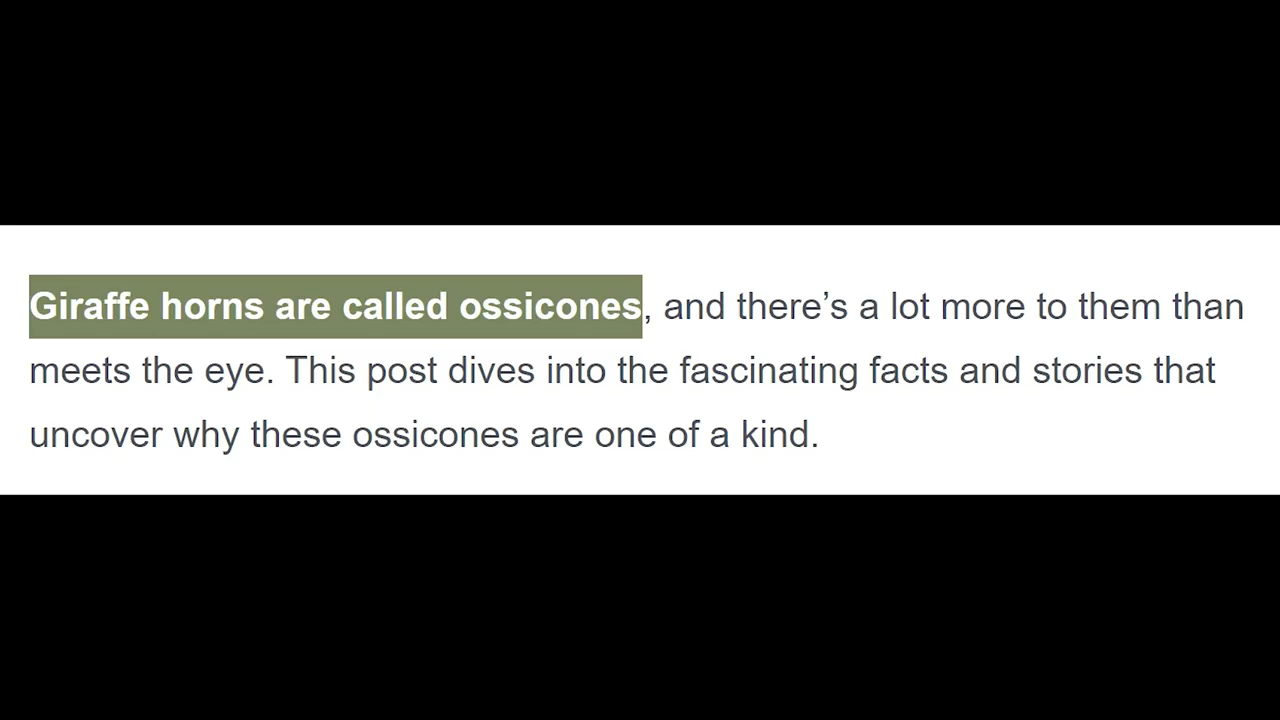 Giraffe horns are called ossicones, and there’s a lot more to them than
meets the eye. This post dives into the fascinating facts and stories that
uncover why these ossicones are one of a kind.